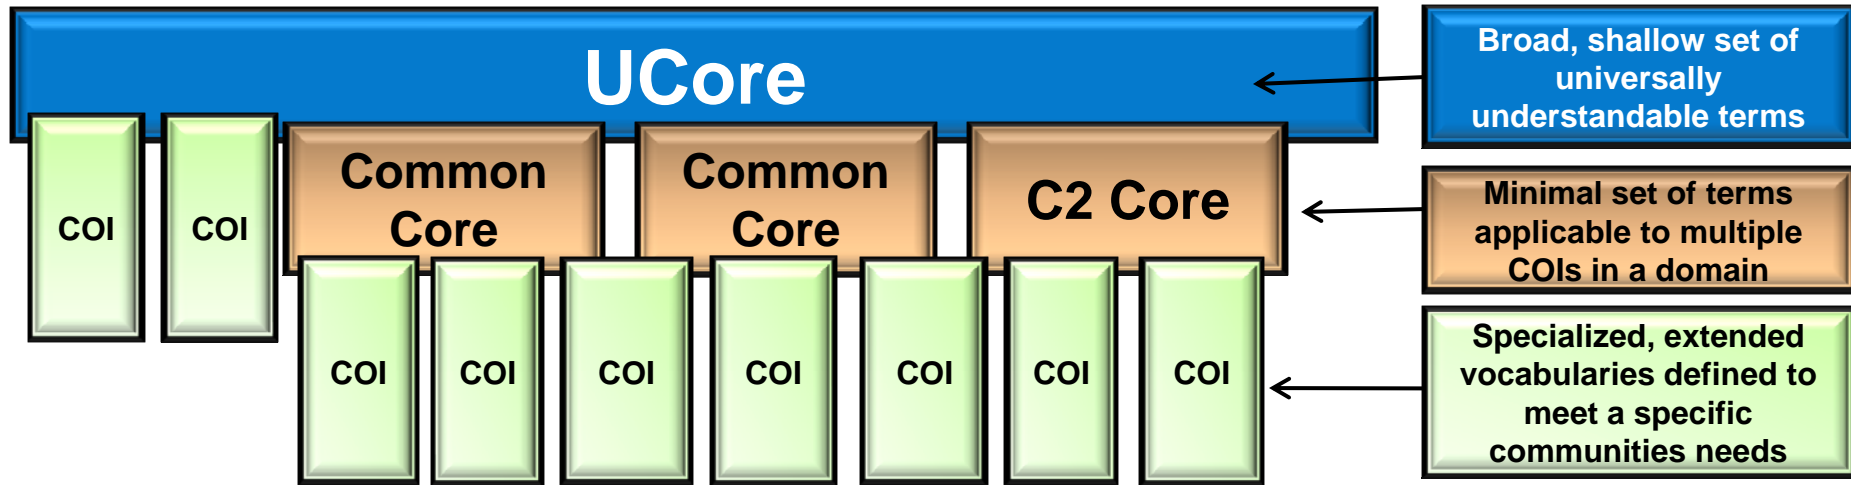 UCore
Broad, shallow set of
universally
understandable terms
COI
COI
Common
Core
Common
Core
C2 Core
Minimal set of terms
applicable to multiple
COIs in a domain
COI
COI
COI
COI
COI
COI
COI
Specialized, extended
vocabularies defined to
meet a specific
communities needs